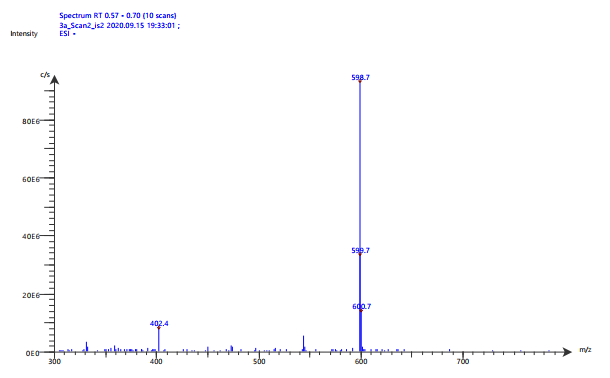 Spectrum RT 0.57 - 0.70 (10 scans)
3a_Scan2_is2 2020.09.15 19:33:01 ;
Intensity
ESI -
c/s
598.7
80E6
60E6
40E6
599.7
20E6
600.7
402.4
0E0
m/z
300
400
500
600
700